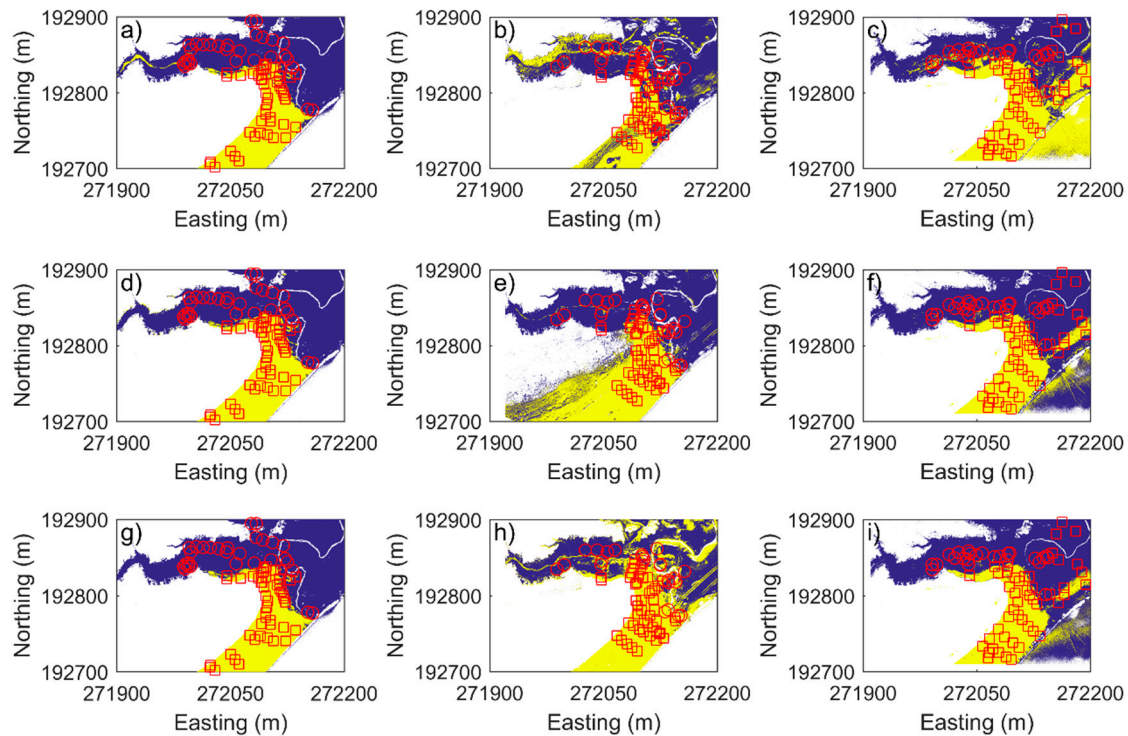 192900 a) 192900 b) 192900 c)
Northing (m) Northing (m) Northing (m)
192800 192800 192800
192700 192700 192700
271900 272050 272200 271900 272050 272200 271900 272050 272200
Easting (m) Easting (m) Easting (m)
192900 d) 192900 e) 192900 f)
Northing (m) Northing (m) Northing (m)
192800 192800 192800
192700 192700 192700
271900 272050 272200 271900 272050 272200 271900 272050 272200
Easting (m) Easting (m) Easting (m)
192900 g) 192900 h) 192900 i)
Northing (m) Northing (m) Northing (m)
192800 192800 192800
192700 192700 192700
271900 272050 272200 271900 272050 272200 271900 272050 272200
Easting (m) Easting (m) Easting (m)